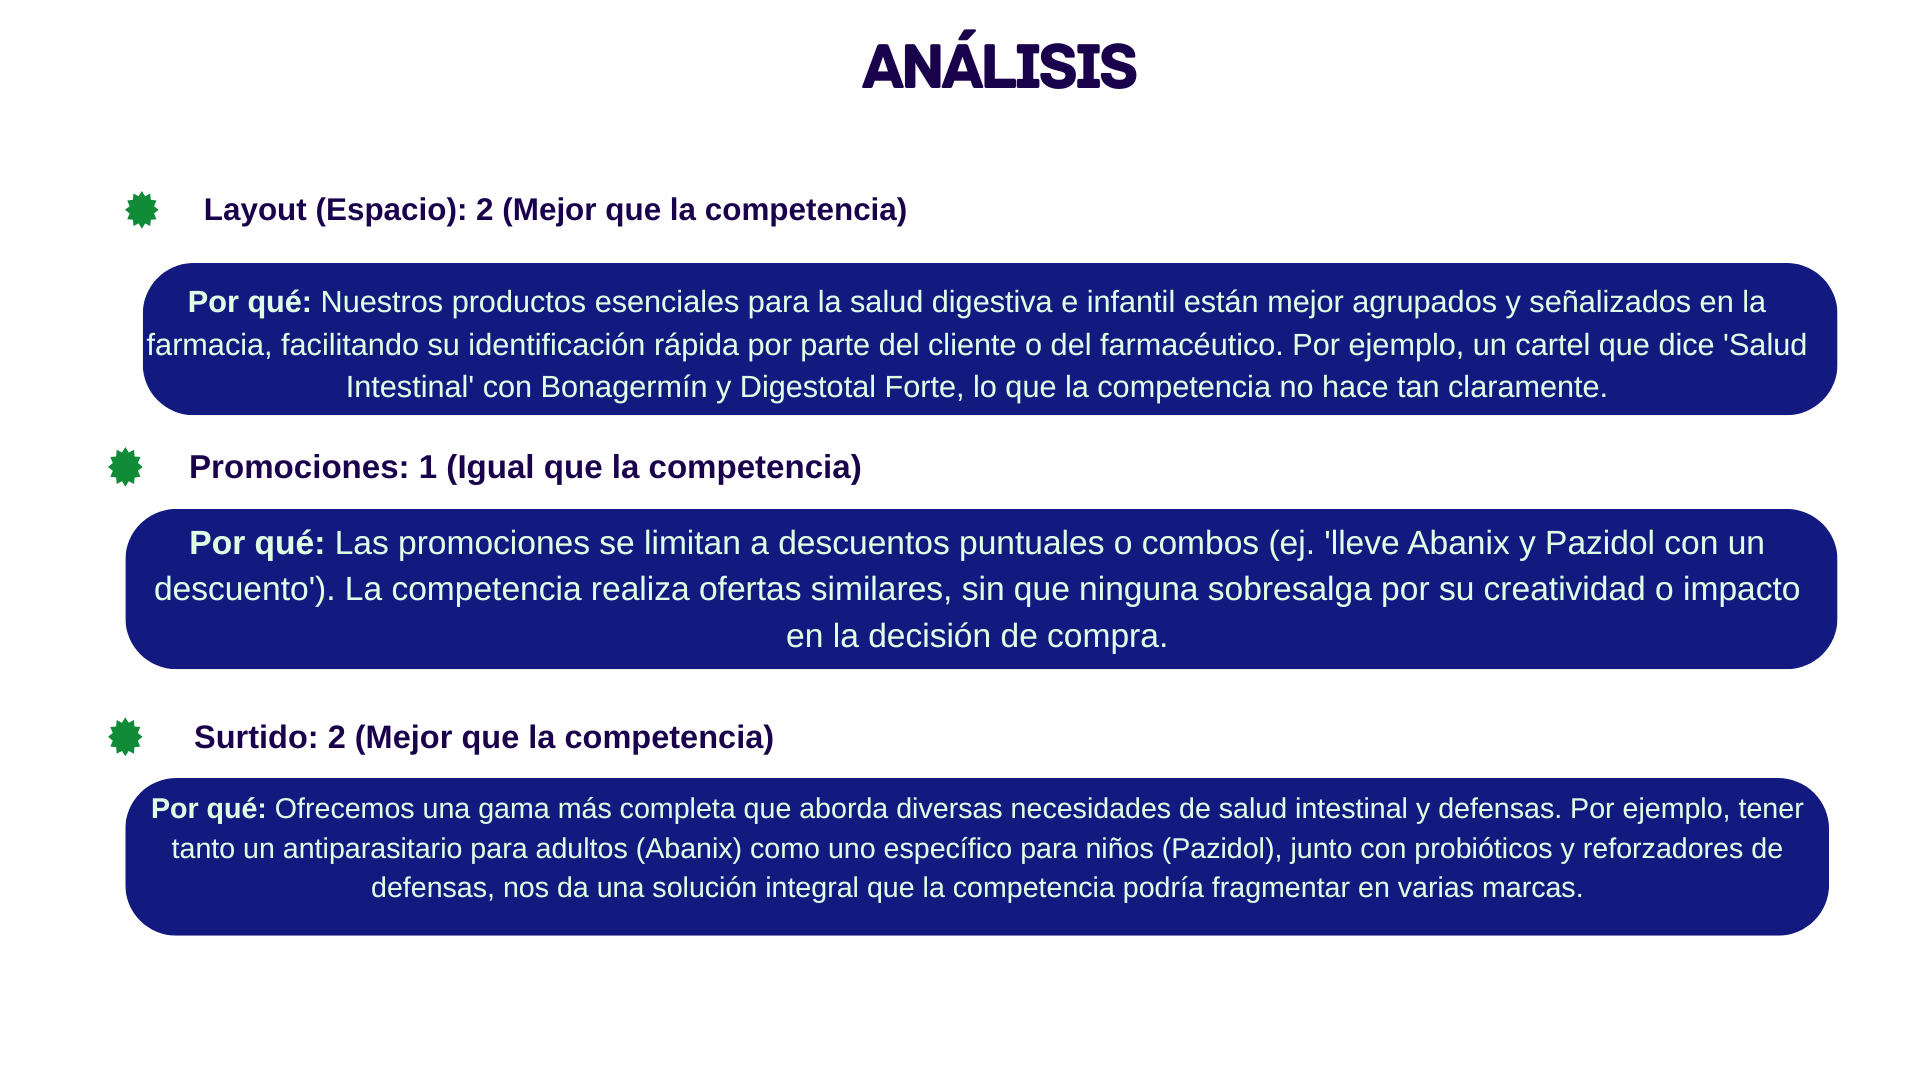 ANÁLISIS
Layout (Espacio): 2 (Mejor que la competencia)
Por qué: Nuestros productos esenciales para la salud digestiva e infantil están mejor agrupados y señalizados en la
farmacia, facilitando su identificación rápida por parte del cliente o del farmacéutico. Por ejemplo, un cartel que dice 'Salud
Intestinal' con Bonagermín y Digestotal Forte, lo que la competencia no hace tan claramente.
Promociones: 1 (Igual que la competencia)
Por qué: Las promociones se limitan a descuentos puntuales o combos (ej. 'lleve Abanix y Pazidol con un
descuento'). La competencia realiza ofertas similares, sin que ninguna sobresalga por su creatividad o impacto
en la decisión de compra.
Surtido: 2 (Mejor que la competencia)
Por qué: Ofrecemos una gama más completa que aborda diversas necesidades de salud intestinal y defensas. Por ejemplo, tener
tanto un antiparasitario para adultos (Abanix) como uno específico para niños (Pazidol), junto con probióticos y reforzadores de
defensas, nos da una solución integral que la competencia podría fragmentar en varias marcas.